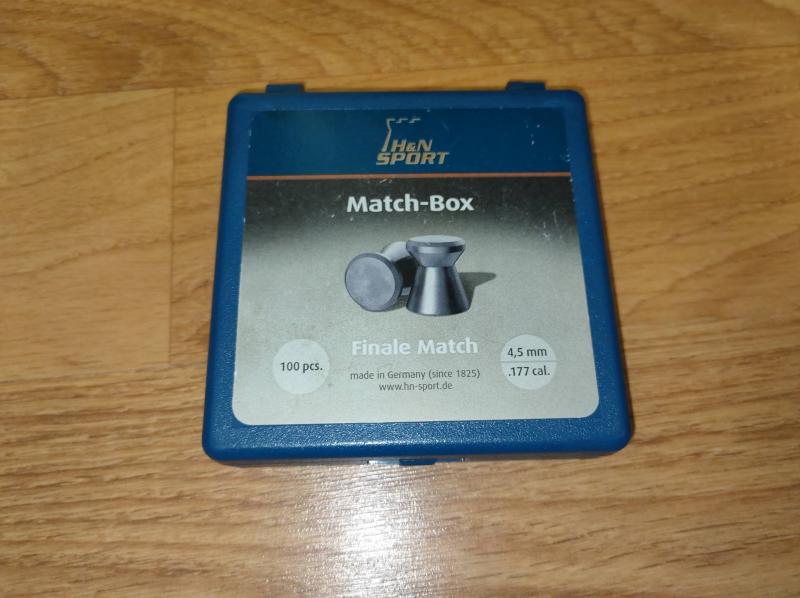 H&N
SPORT
Match-Box
Finale Match
100 pcs.
made in Germany (since 1825)
www.hn-sport.de
4,5 mm
.177 cal.